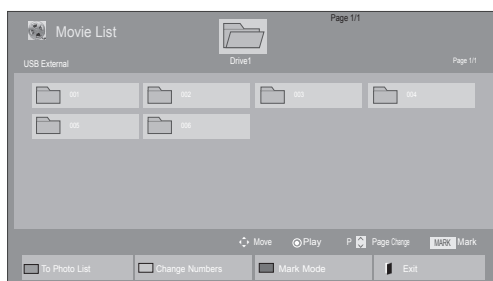 Page 1/1
Movie List
Drive1
USB External
Page 1/1
001
002
003
004
005
006
Move
Play
P
Page Change
MARK
Mark
To Photo List
Change Numbers
Mark Mode
Exit